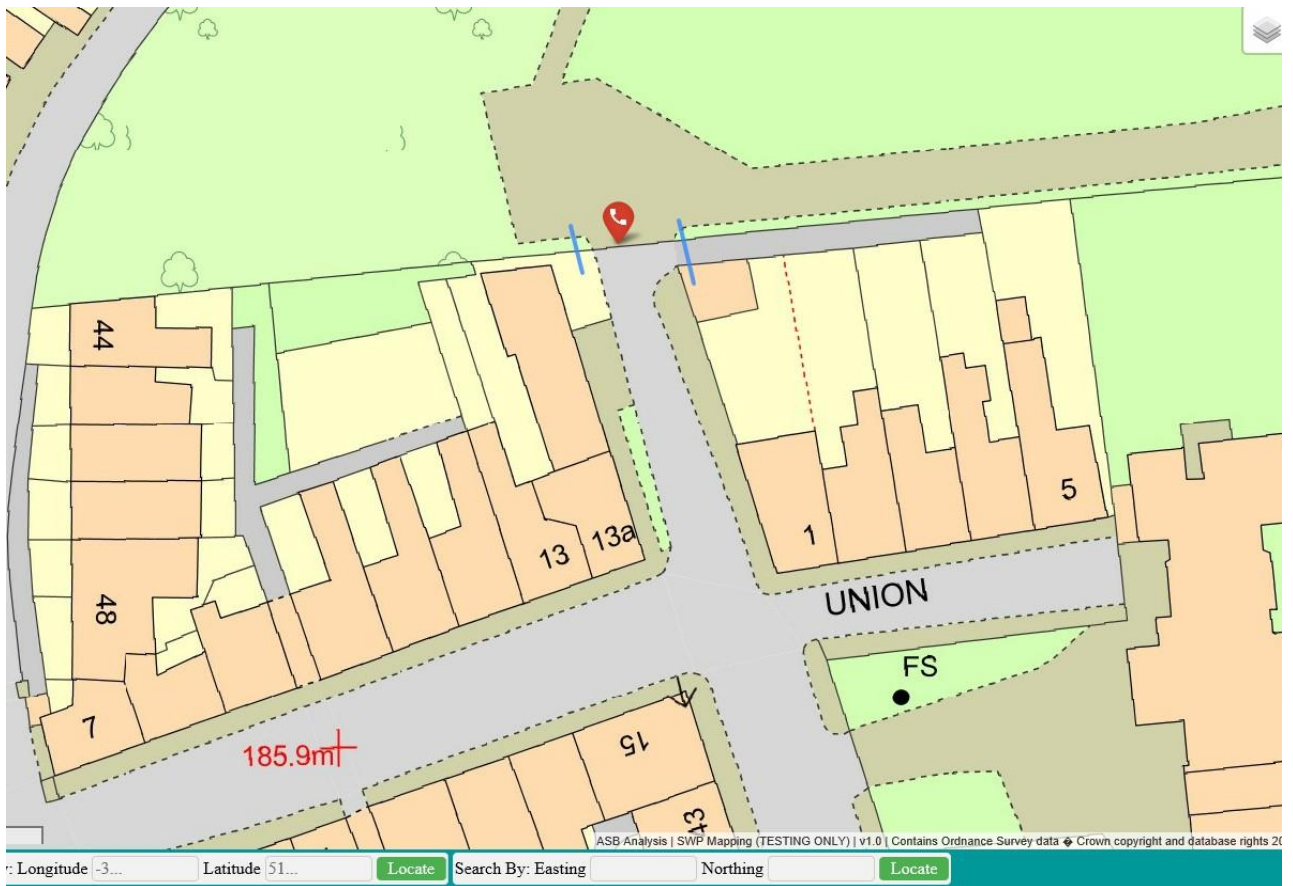 44
48
7
13
13a
1
5
UNION
FS
185.9m
15
43
ASB Analysis | SWP Mapping (TESTING ONLY) | v1.0 | Contains Ordnance Survey data � Crown copyright and database rights 20
y: Longitude -3... Latitude 51... Locate Search By: Easting Northing Locate